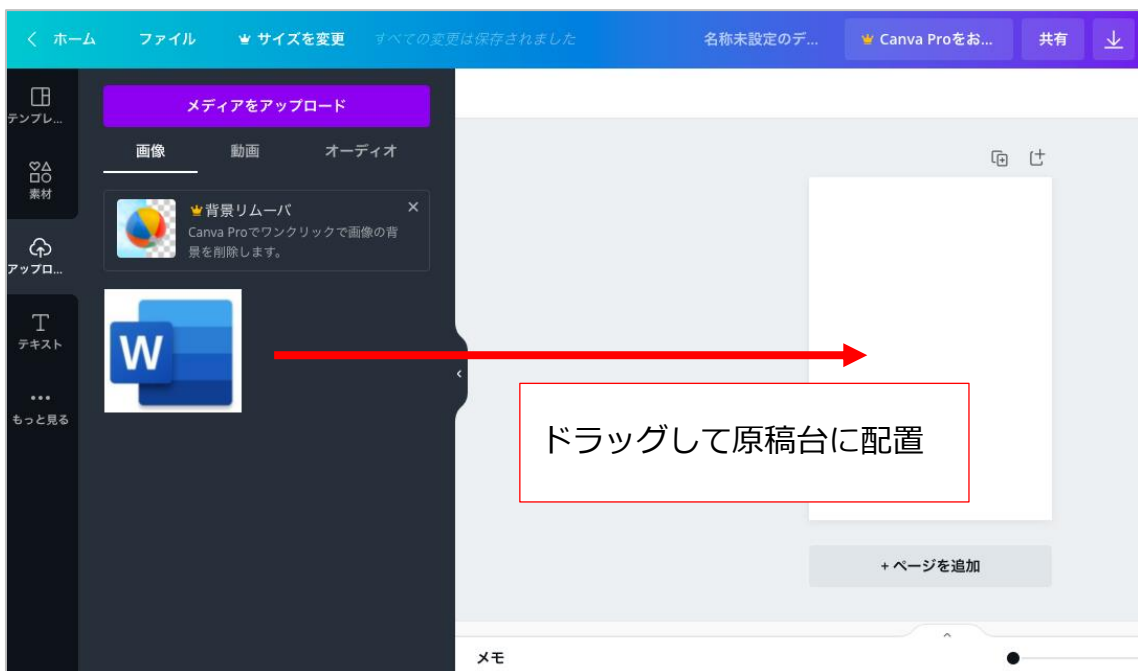 ホーム
ファイル
サイズを変更
すべての変更は保存されました
名称未設定のデ...
Canva Proをお...
共有
テンプレ...
素材
アップロ...
テキスト
もっと見る
メディアをアップロード
画像
動画
オーディオ
背景リムーバ
Canva Proでワンクリックで画像の背
景を削除します。
W
ドラッグして原稿台に配置
+ ページを追加
メモ